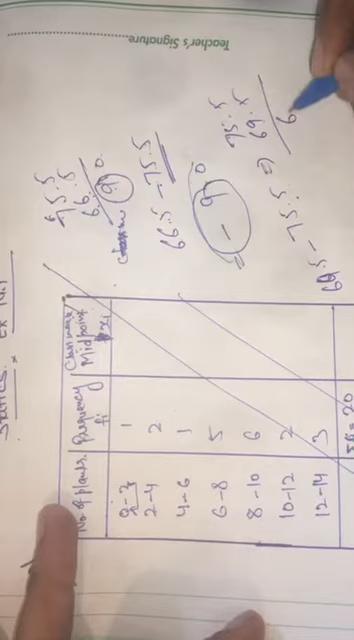 Teacher's Signature
Statics. Ex 14.1
No. of plants. Frequency fi Class mark Midpoint xi
0-2 1
2-4 2
4-6 1
6-8 5
8-10 6
10-12 2
12-14 3
= 20
75.5
66.5
9.0
66.5 - 75.5
= - 9
69.5 - 75.5 ⇒
75.5
69.5
6